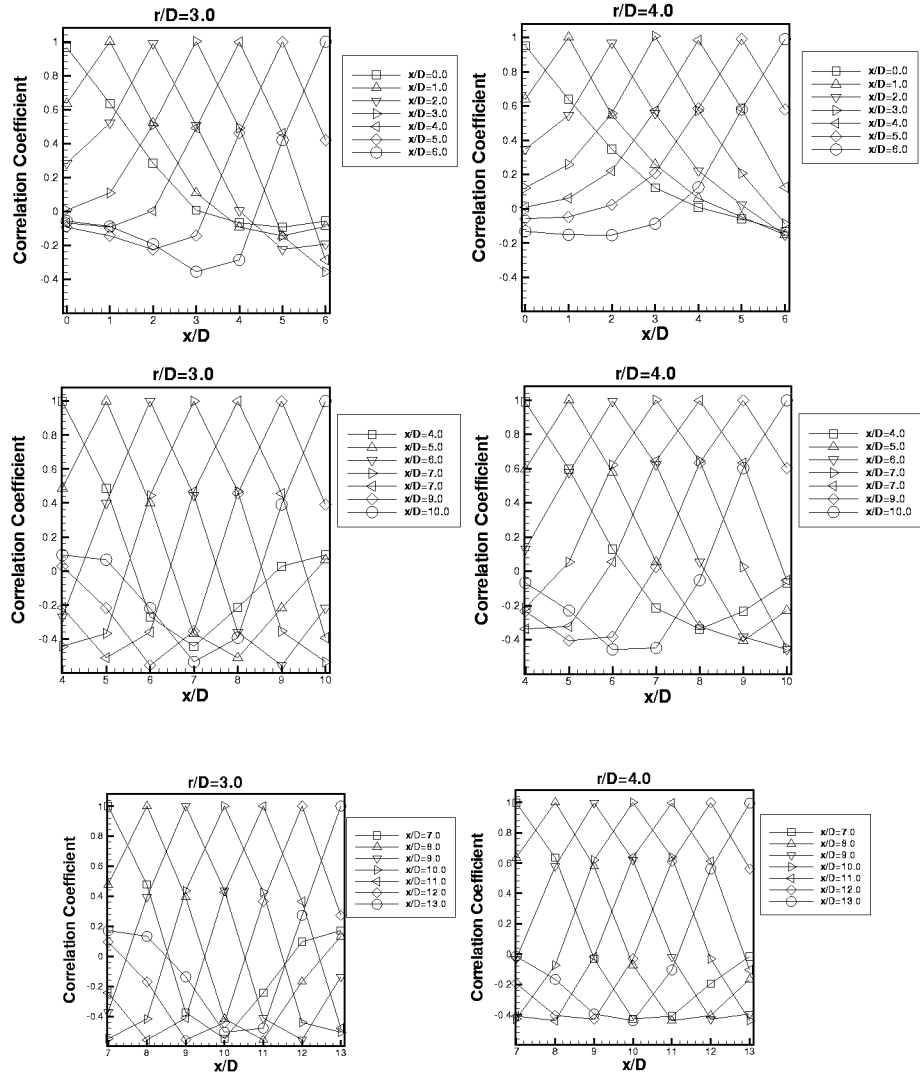 r/D=3.0
Correlation Coefficient
1
0.8
0.6
0.4
0.2
0
-0.2
-0.4
0 1 2 3 4 5 6
x/D
x/D=0.0
x/D=1.0
x/D=2.0
x/D=3.0
x/D=4.0
x/D=5.0
x/D=6.0
r/D=4.0
Correlation Coefficient
1
0.8
0.6
0.4
0.2
0
-0.2
-0.4
0 1 2 3 4 5 6
x/D
x/D=0.0
x/D=1.0
x/D=2.0
x/D=3.0
x/D=4.0
x/D=5.0
x/D=6.0
r/D=3.0
Correlation Coefficient
1
0.8
0.6
0.4
0.2
0
-0.2
-0.4
4 5 6 7 8 9 10
x/D
x/D=4.0
x/D=5.0
x/D=6.0
x/D=7.0
x/D=7.0
x/D=9.0
x/D=10.0
r/D=4.0
Correlation Coefficient
1
0.8
0.6
0.4
0.2
0
-0.2
-0.4
4 5 6 7 8 9 10
x/D
x/D=4.0
x/D=5.0
x/D=6.0
x/D=7.0
x/D=7.0
x/D=9.0
x/D=10.0
r/D=3.0
Correlation Coefficient
1
0.8
0.6
0.4
0.2
0
-0.2
-0.4
7 8 9 10 11 12 13
x/D
x/D=7.0
x/D=8.0
x/D=9.0
x/D=10.0
x/D=11.0
x/D=12.0
x/D=13.0
r/D=4.0
Correlation Coefficient
1
0.8
0.6
0.4
0.2
0
-0.2
-0.4
7 8 9 10 11 12 13
x/D
x/D=7.0
x/D=8.0
x/D=9.0
x/D=10.0
x/D=11.0
x/D=12.0
x/D=13.0